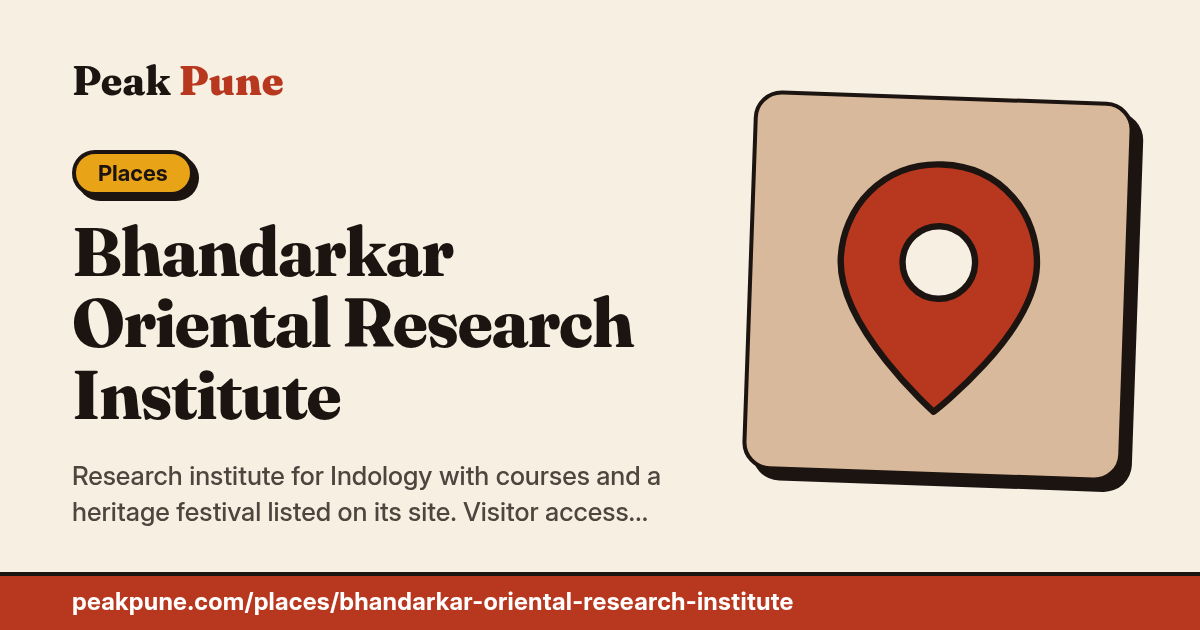 Peak Pune
Places
Bhandarkar
Oriental Research
Institute
Research institute for Indology with courses and a
heritage festival listed on its site. Visitor access...
peakpune.com/places/bhandarkar-oriental-research-institute